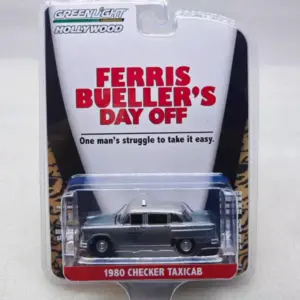 GREENLIGHT
HOLLYWOOD
FERRIS
BUELLER'S
DAY OFF
One man's struggle to take it easy.
1980 CHECKER TAXICAB